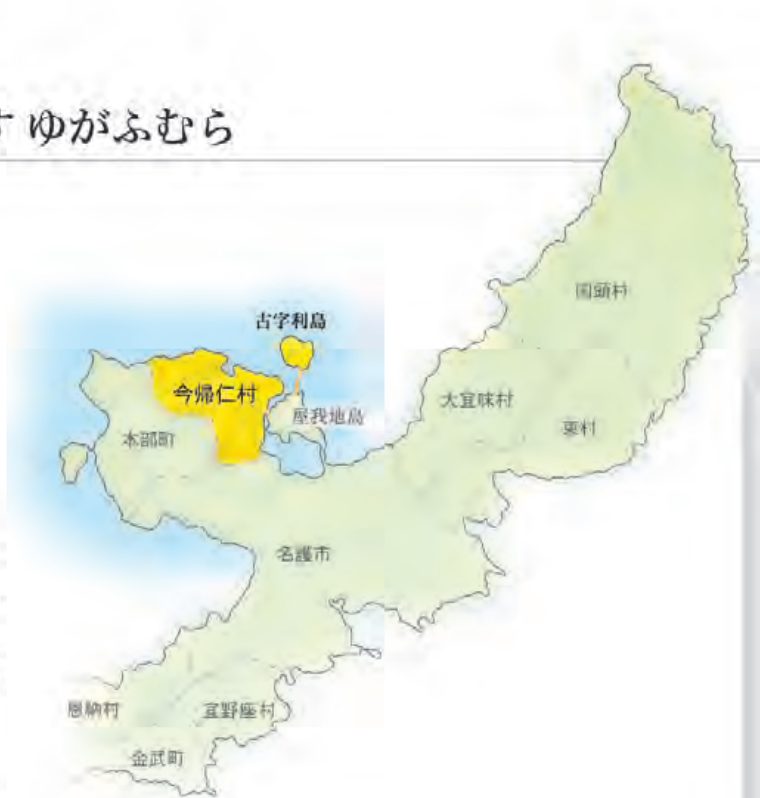 す ゆがふむら
国頭村
古宇利島
今帰仁村
大宜味村
屋我地島
東村
本部町
名護市
恩納村
宜野座村
金武町